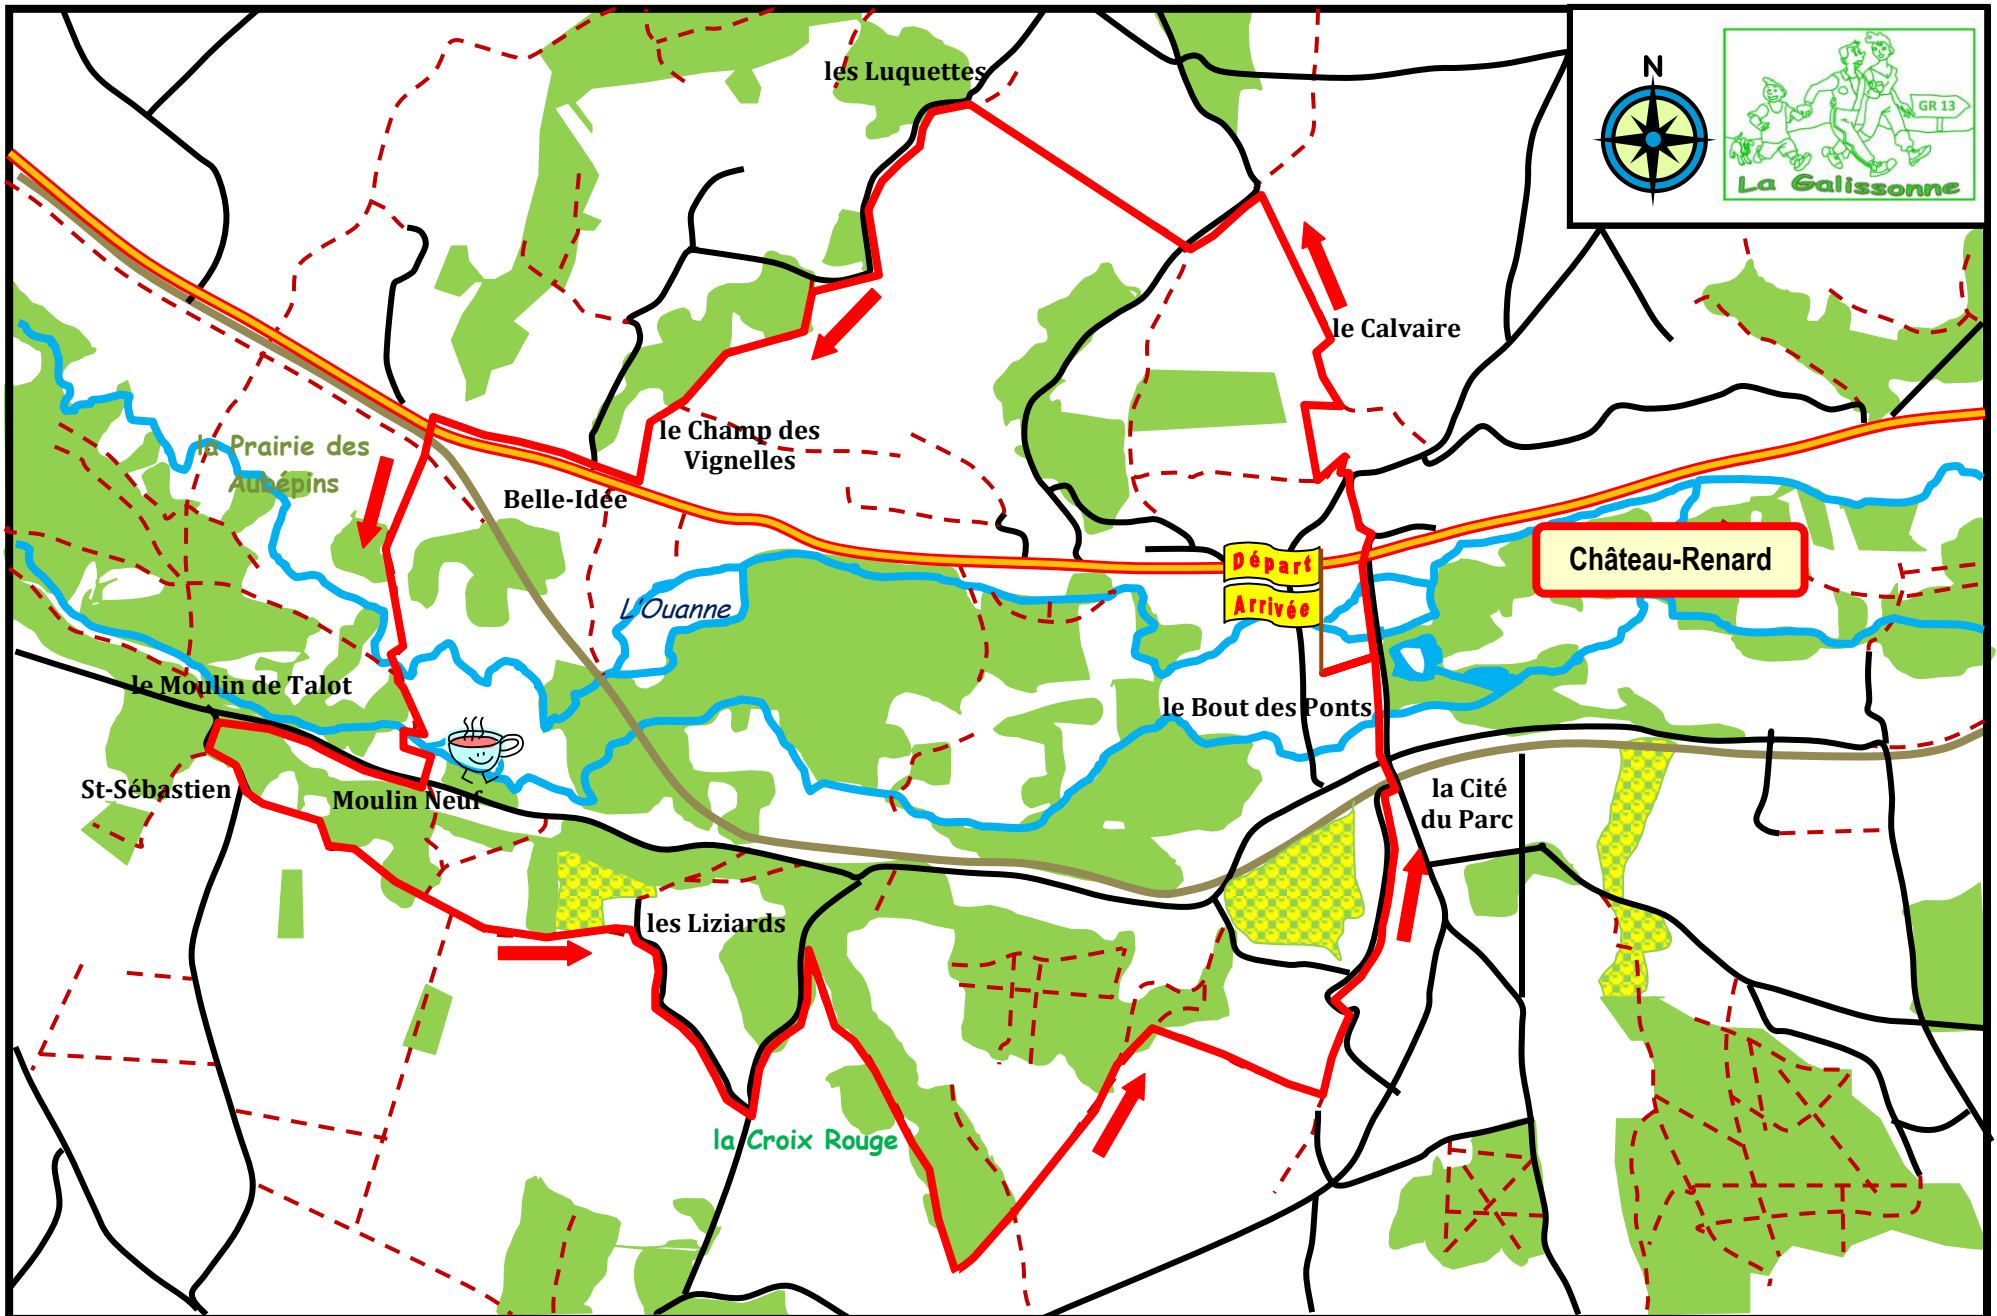 les Luquettes
N
GR 13
La Galissonne
le Calvaire
la Prairie des
Aubépins
le Champ des
Vignelles
Belle-Idée
Départ
Arrivée
Château-Renard
L'Ouanne
le Moulin de Talot
le Bout des Ponts
St-Sébastien
Moulin Neuf
la Cité
du Parc
les Liziards
la Croix Rouge